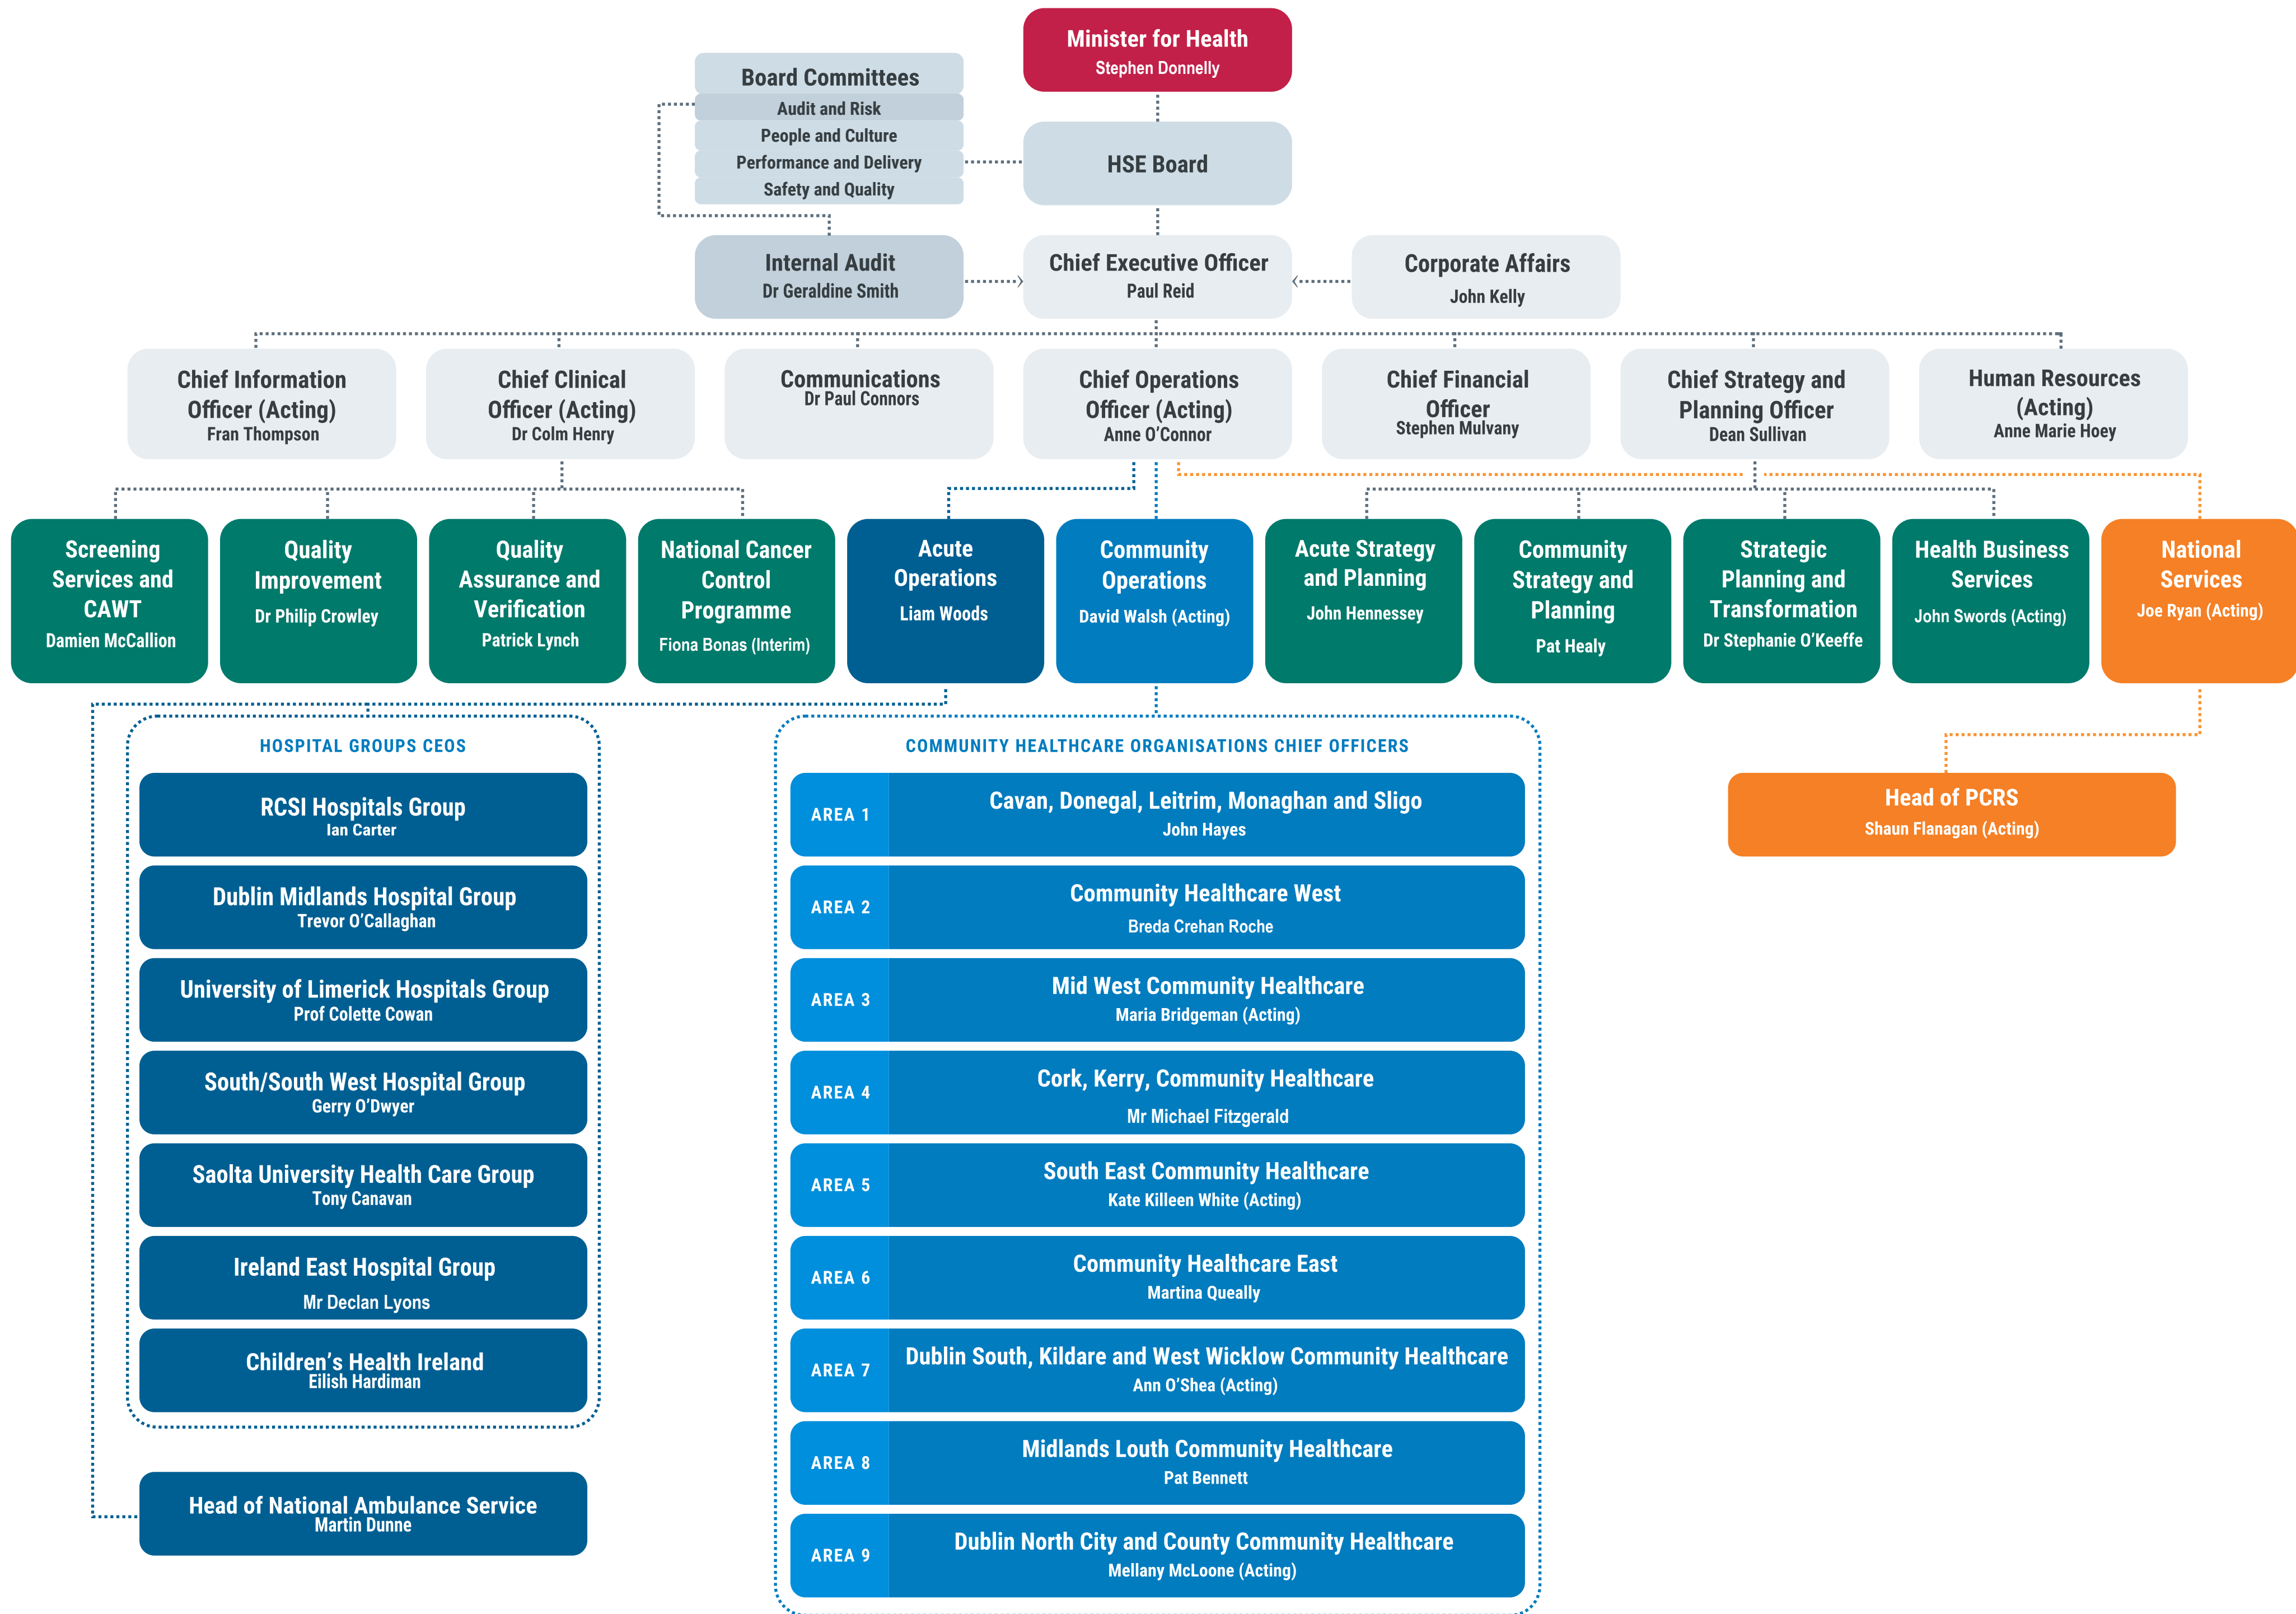 Minister for Health
Stephen Donnelly
Board Committees
Audit and Risk
People and Culture
Performance and Delivery
Safety and Quality
HSE Board
Internal Audit
Dr Geraldine Smith
Chief Executive Officer
Paul Reid
Corporate Affairs
John Kelly
Chief Information
Officer (Acting)
Fran Thompson
Chief Clinical
Officer (Acting)
Dr Colm Henry
Communications
Dr Paul Connors
Chief Operations
Officer (Acting)
Anne O’Connor
Chief Financial
Officer
Stephen Mulvany
Chief Strategy and
Planning Officer
Dean Sullivan
Human Resources
(Acting)
Anne Marie Hoey
Screening
Services and
CAWT
Damien McCallion
Quality
Improvement
Dr Philip Crowley
Quality
Assurance and
Verification
Patrick Lynch
National Cancer
Control
Programme
Fiona Bonas (Interim)
Acute
Operations
Liam Woods
Community
Operations
David Walsh (Acting)
Acute Strategy
and Planning
John Hennessey
Community
Strategy and
Planning
Pat Healy
Strategic
Planning and
Transformation
Dr Stephanie O’Keeffe
Health Business
Services
John Swords (Acting)
National
Services
Joe Ryan (Acting)
HOSPITAL GROUPS CEOS
RCSI Hospitals Group
Ian Carter
Dublin Midlands Hospital Group
Trevor O’Callaghan
University of Limerick Hospitals Group
Prof Colette Cowan
South/South West Hospital Group
Gerry O’Dwyer
Saolta University Health Care Group
Tony Canavan
Ireland East Hospital Group
Mr Declan Lyons
Children’s Health Ireland
Eilish Hardiman
Head of National Ambulance Service
Martin Dunne
COMMUNITY HEALTHCARE ORGANISATIONS CHIEF OFFICERS
AREA 1
Cavan, Donegal, Leitrim, Monaghan and Sligo
John Hayes
AREA 2
Community Healthcare West
Breda Crehan Roche
AREA 3
Mid West Community Healthcare
Maria Bridgeman (Acting)
AREA 4
Cork, Kerry, Community Healthcare
Mr Michael Fitzgerald
AREA 5
South East Community Healthcare
Kate Killeen White (Acting)
AREA 6
Community Healthcare East
Martina Queally
AREA 7
Dublin South, Kildare and West Wicklow Community Healthcare
Ann O’Shea (Acting)
AREA 8
Midlands Louth Community Healthcare
Pat Bennett
AREA 9
Dublin North City and County Community Healthcare
Mellany McLoone (Acting)
Head of PCRS
Shaun Flanagan (Acting)